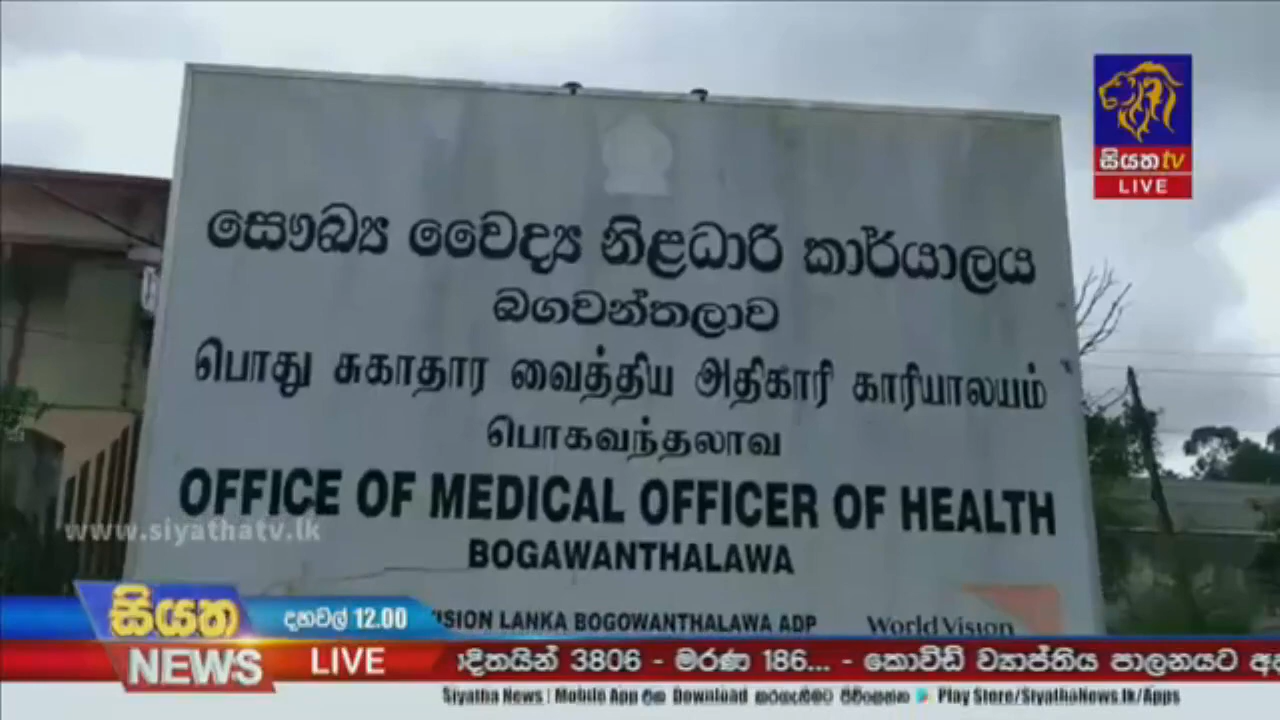 සෞඛ්‍ය වෛද්‍ය නිළධාරී කාර්යාලය
බගවන්තලාව
பொது சுகாதார வைத்திய அதிகாரி காரியாலயம்
பொகவந்தலாவ
OFFICE OF MEDICAL OFFICER OF HEALTH
BOGAWANTHALAWA
LANKA BOGOWANTHALAWA ADP
World Vision
සියත tv
LIVE
www.siyathatv.lk
සියත
NEWS
දහවල් 12.00
LIVE
3806 - මරණ 186... - කොවිඩ් ව්‍යාප්තිය පාලනයට
Siyatha News | Mobile App එක Download කරගැනීමට පිවිසෙන්න Play Store/SiyathaNews.lk/Apps